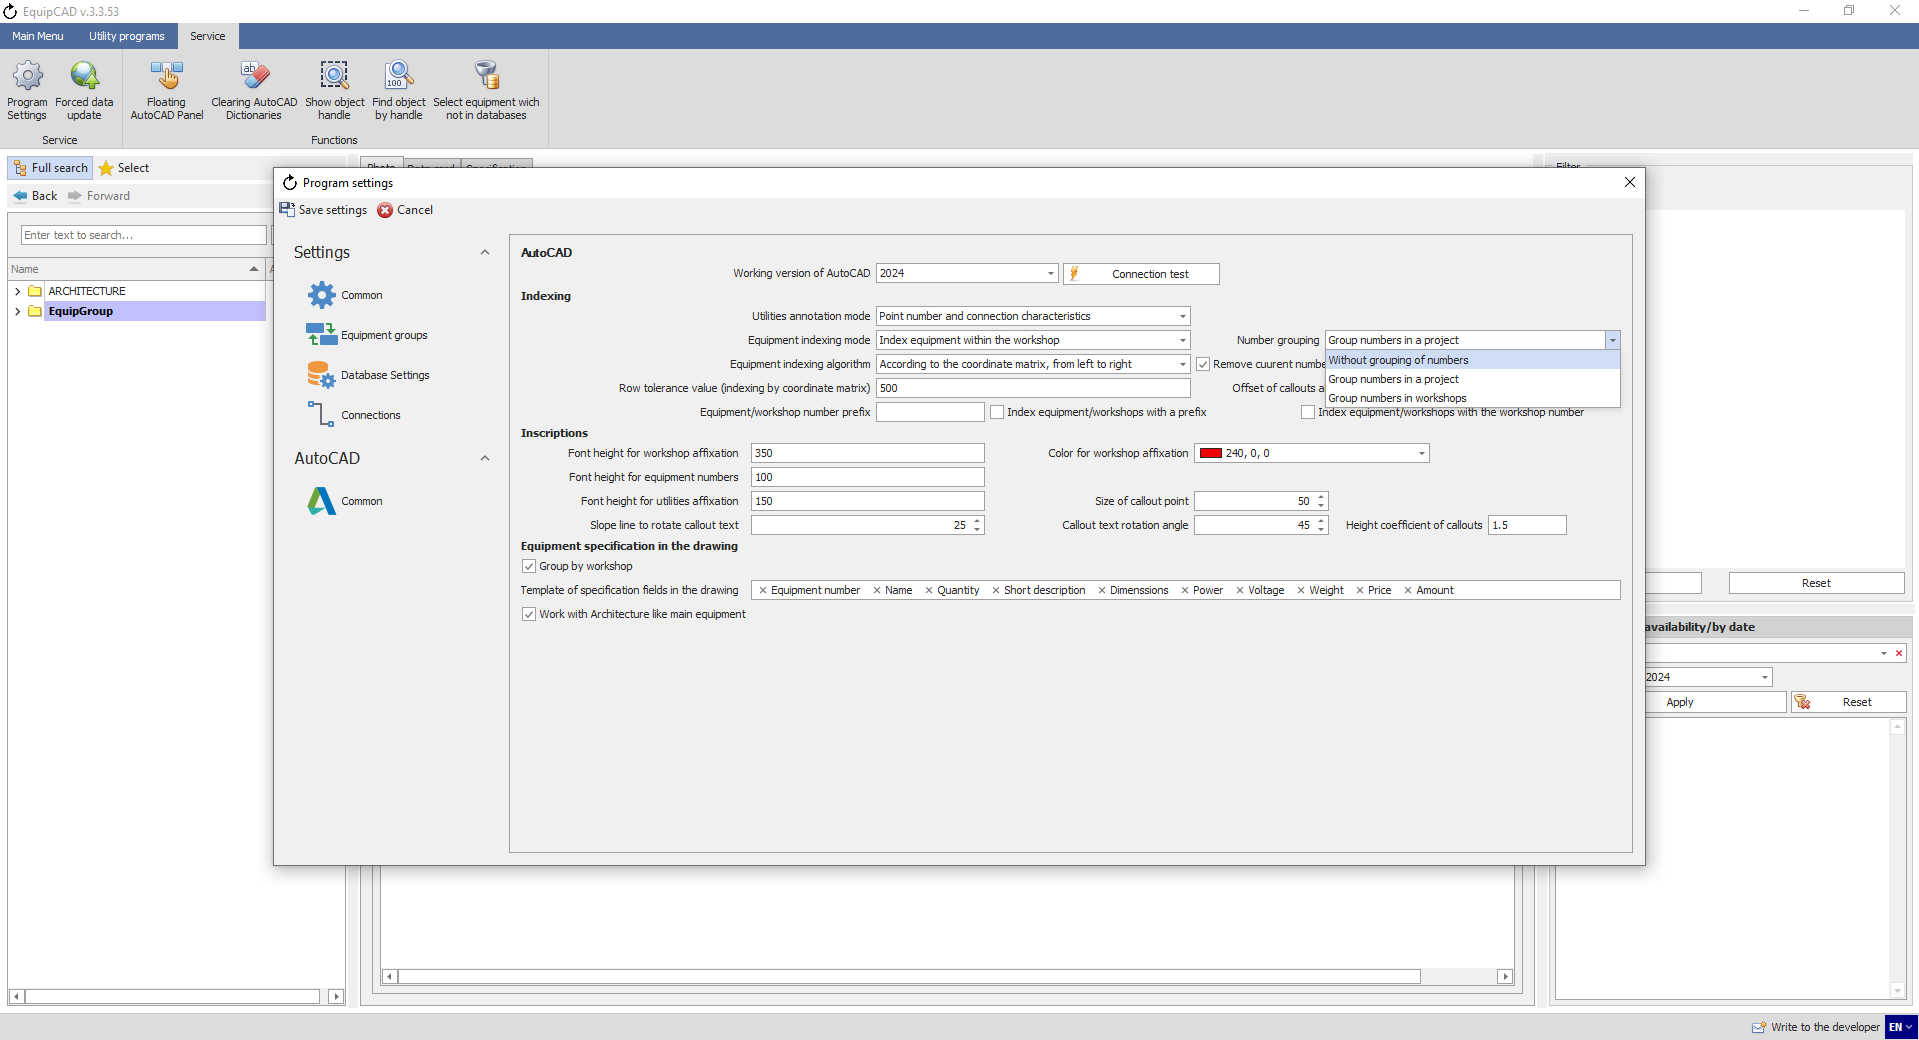 EquipCAD v.3.3.53
Main Menu Utility programs Service
Program Settings
Forced data update
Floating AutoCAD Panel
Clearing AutoCAD Dictionaries
Show object handle
Find object by handle
Select equipment wich not in databases
Service Functions
Full search Select
Back Forward
Enter text to search...
Name
ARCHITECTURE
EquipGroup
Photo Data card Specification
Filter
Program settings
Save settings Cancel
Settings
Common
Equipment groups
Database Settings
Connections
AutoCAD
Common
AutoCAD
Working version of AutoCAD 2024 Connection test
Indexing
Utilities annotation mode Point number and connection characteristics
Equipment indexing mode Index equipment within the workshop Number grouping Group numbers in a project
Without grouping of numbers
Group numbers in a project
Group numbers in workshops
Equipment indexing algorithm According to the coordinate matrix, from left to right Remove cuurent numbe
Row tolerance value (indexing by coordinate matrix) 500 Offset of callouts a
Equipment/workshop number prefix Index equipment/workshops with a prefix Index equipment/workshops with the workshop number
Inscriptions
Font height for workshop affixation 350 Color for workshop affixation 240, 0, 0
Font height for equipment numbers 100
Font height for utilities affixation 150 Size of callout point 50
Slope line to rotate callout text 25 Callout text rotation angle 45 Height coefficient of callouts 1.5
Equipment specification in the drawing
Group by workshop
Template of specification fields in the drawing × Equipment number × Name × Quantity × Short description × Dimenssions × Power × Voltage × Weight × Price × Amount
Work with Architecture like main equipment
Reset
availability/by date
2024
Apply Reset
Write to the developer EN